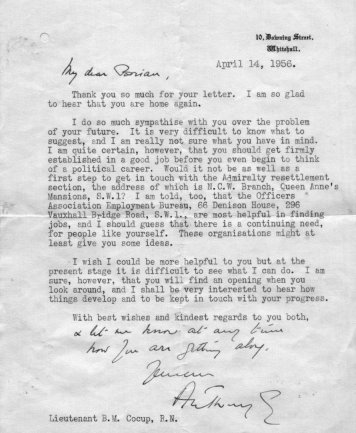 10, Downing Street,
Whitehall.
April 14, 1956.
My dear Brian,
Thank you so much for your letter. I am so glad
to hear that you are home again.
I do so much sympathise with you over the problem
of your future. It is very difficult to know what to
suggest, and I am really not sure what you have in mind.
I am quite certain, however, that you should get firmly
established in a good job before you even begin to think
of a political career. Would it not be as well as a
first step to get in touch with the Admiralty resettlement
section, the address of which is N.C.W. Branch, Queen Anne's
Mansions, S.W.1? I am told, too, that the Officers
Association Employment Bureau, 66 Denison House, 296
Vauxhall Bridge Road, S.W.1., are most helpful in finding
jobs, and I should guess that there is a continuing need,
for people like yourself. These organisations might at
least give you some ideas.
I wish I could be more helpful to you but at the
present stage it is difficult to see what I can do. I am
sure, however, that you will find an opening when you
look around, and I shall be very interested to hear how
things develop and to be kept in touch with your progress.
With best wishes and kindest regards to you both,
& let me know at any time
how you are getting along.
Yours ever
Anthony E
Lieutenant B.M. Cocup, R.N.